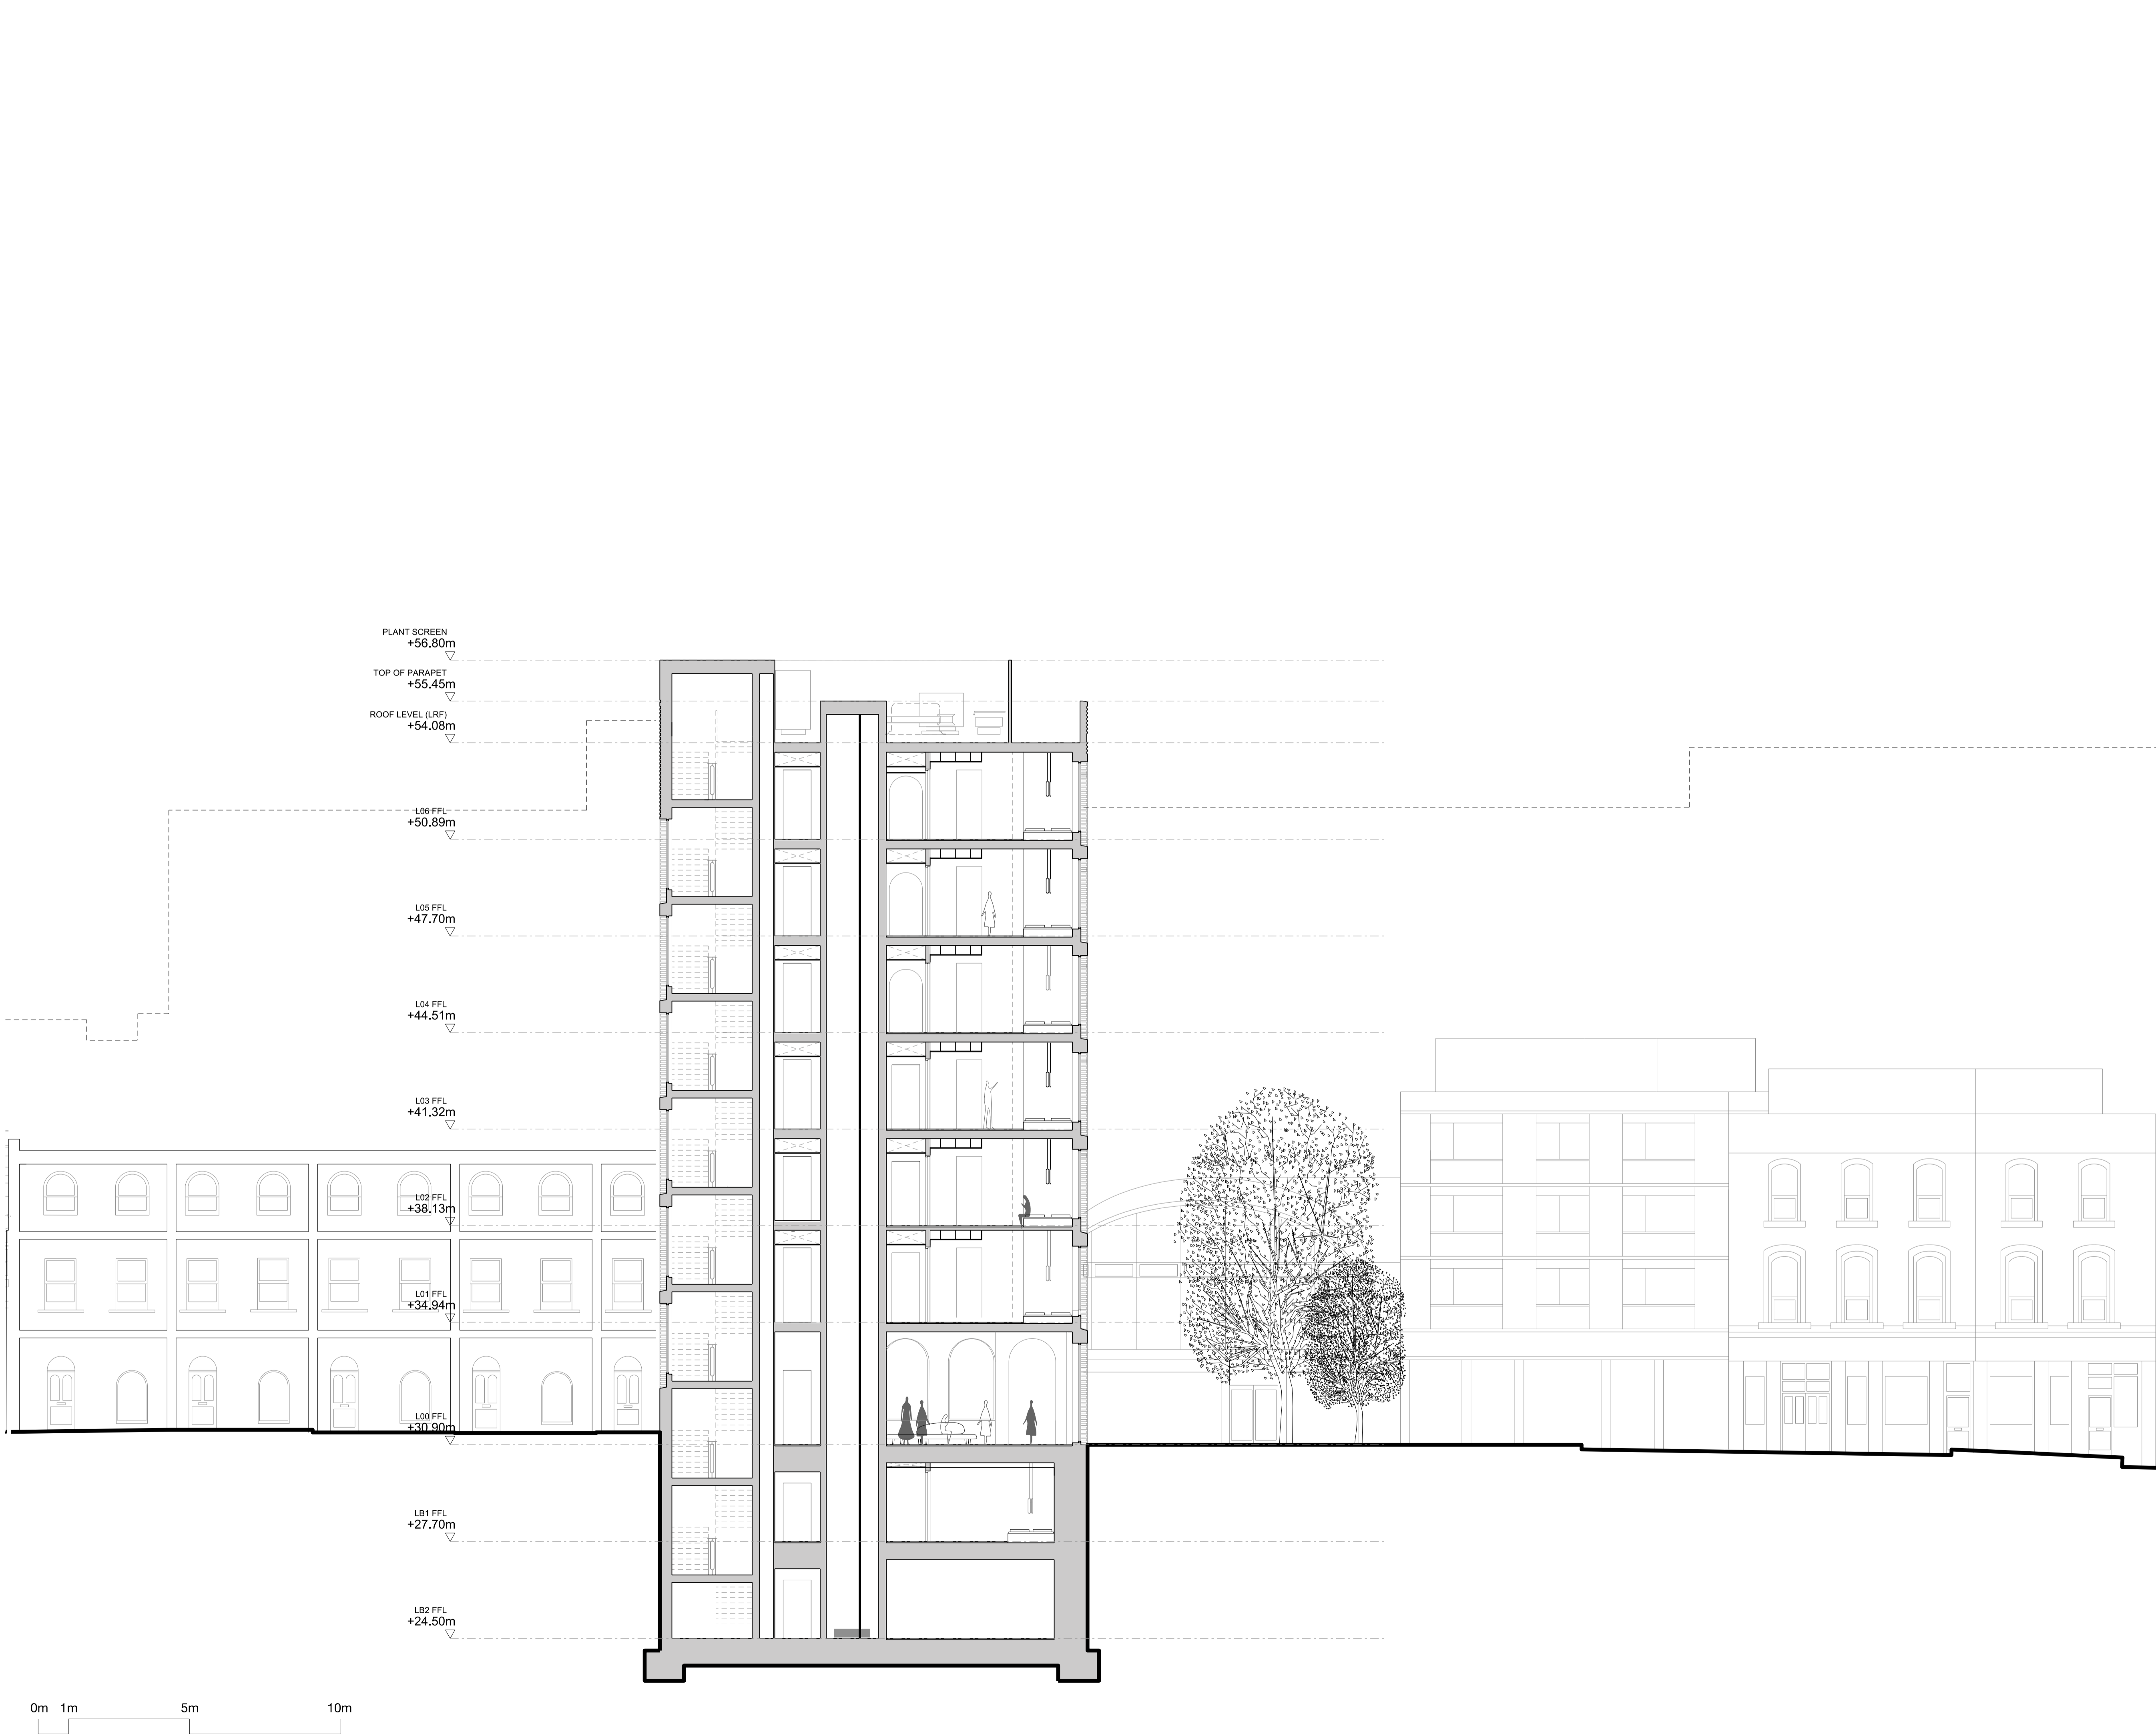 PLANT SCREEN
+56.80m
TOP OF PARAPET
+55.45m
ROOF LEVEL (LRF)
+54.08m
L06 FFL
+50.89m
L05 FFL
+47.70m
L04 FFL
+44.51m
L03 FFL
+41.32m
L02 FFL
+38.13m
L01 FFL
+34.94m
L00 FFL
+30.90m
LB1 FFL
+27.70m
LB2 FFL
+24.50m
0m 1m 5m 10m